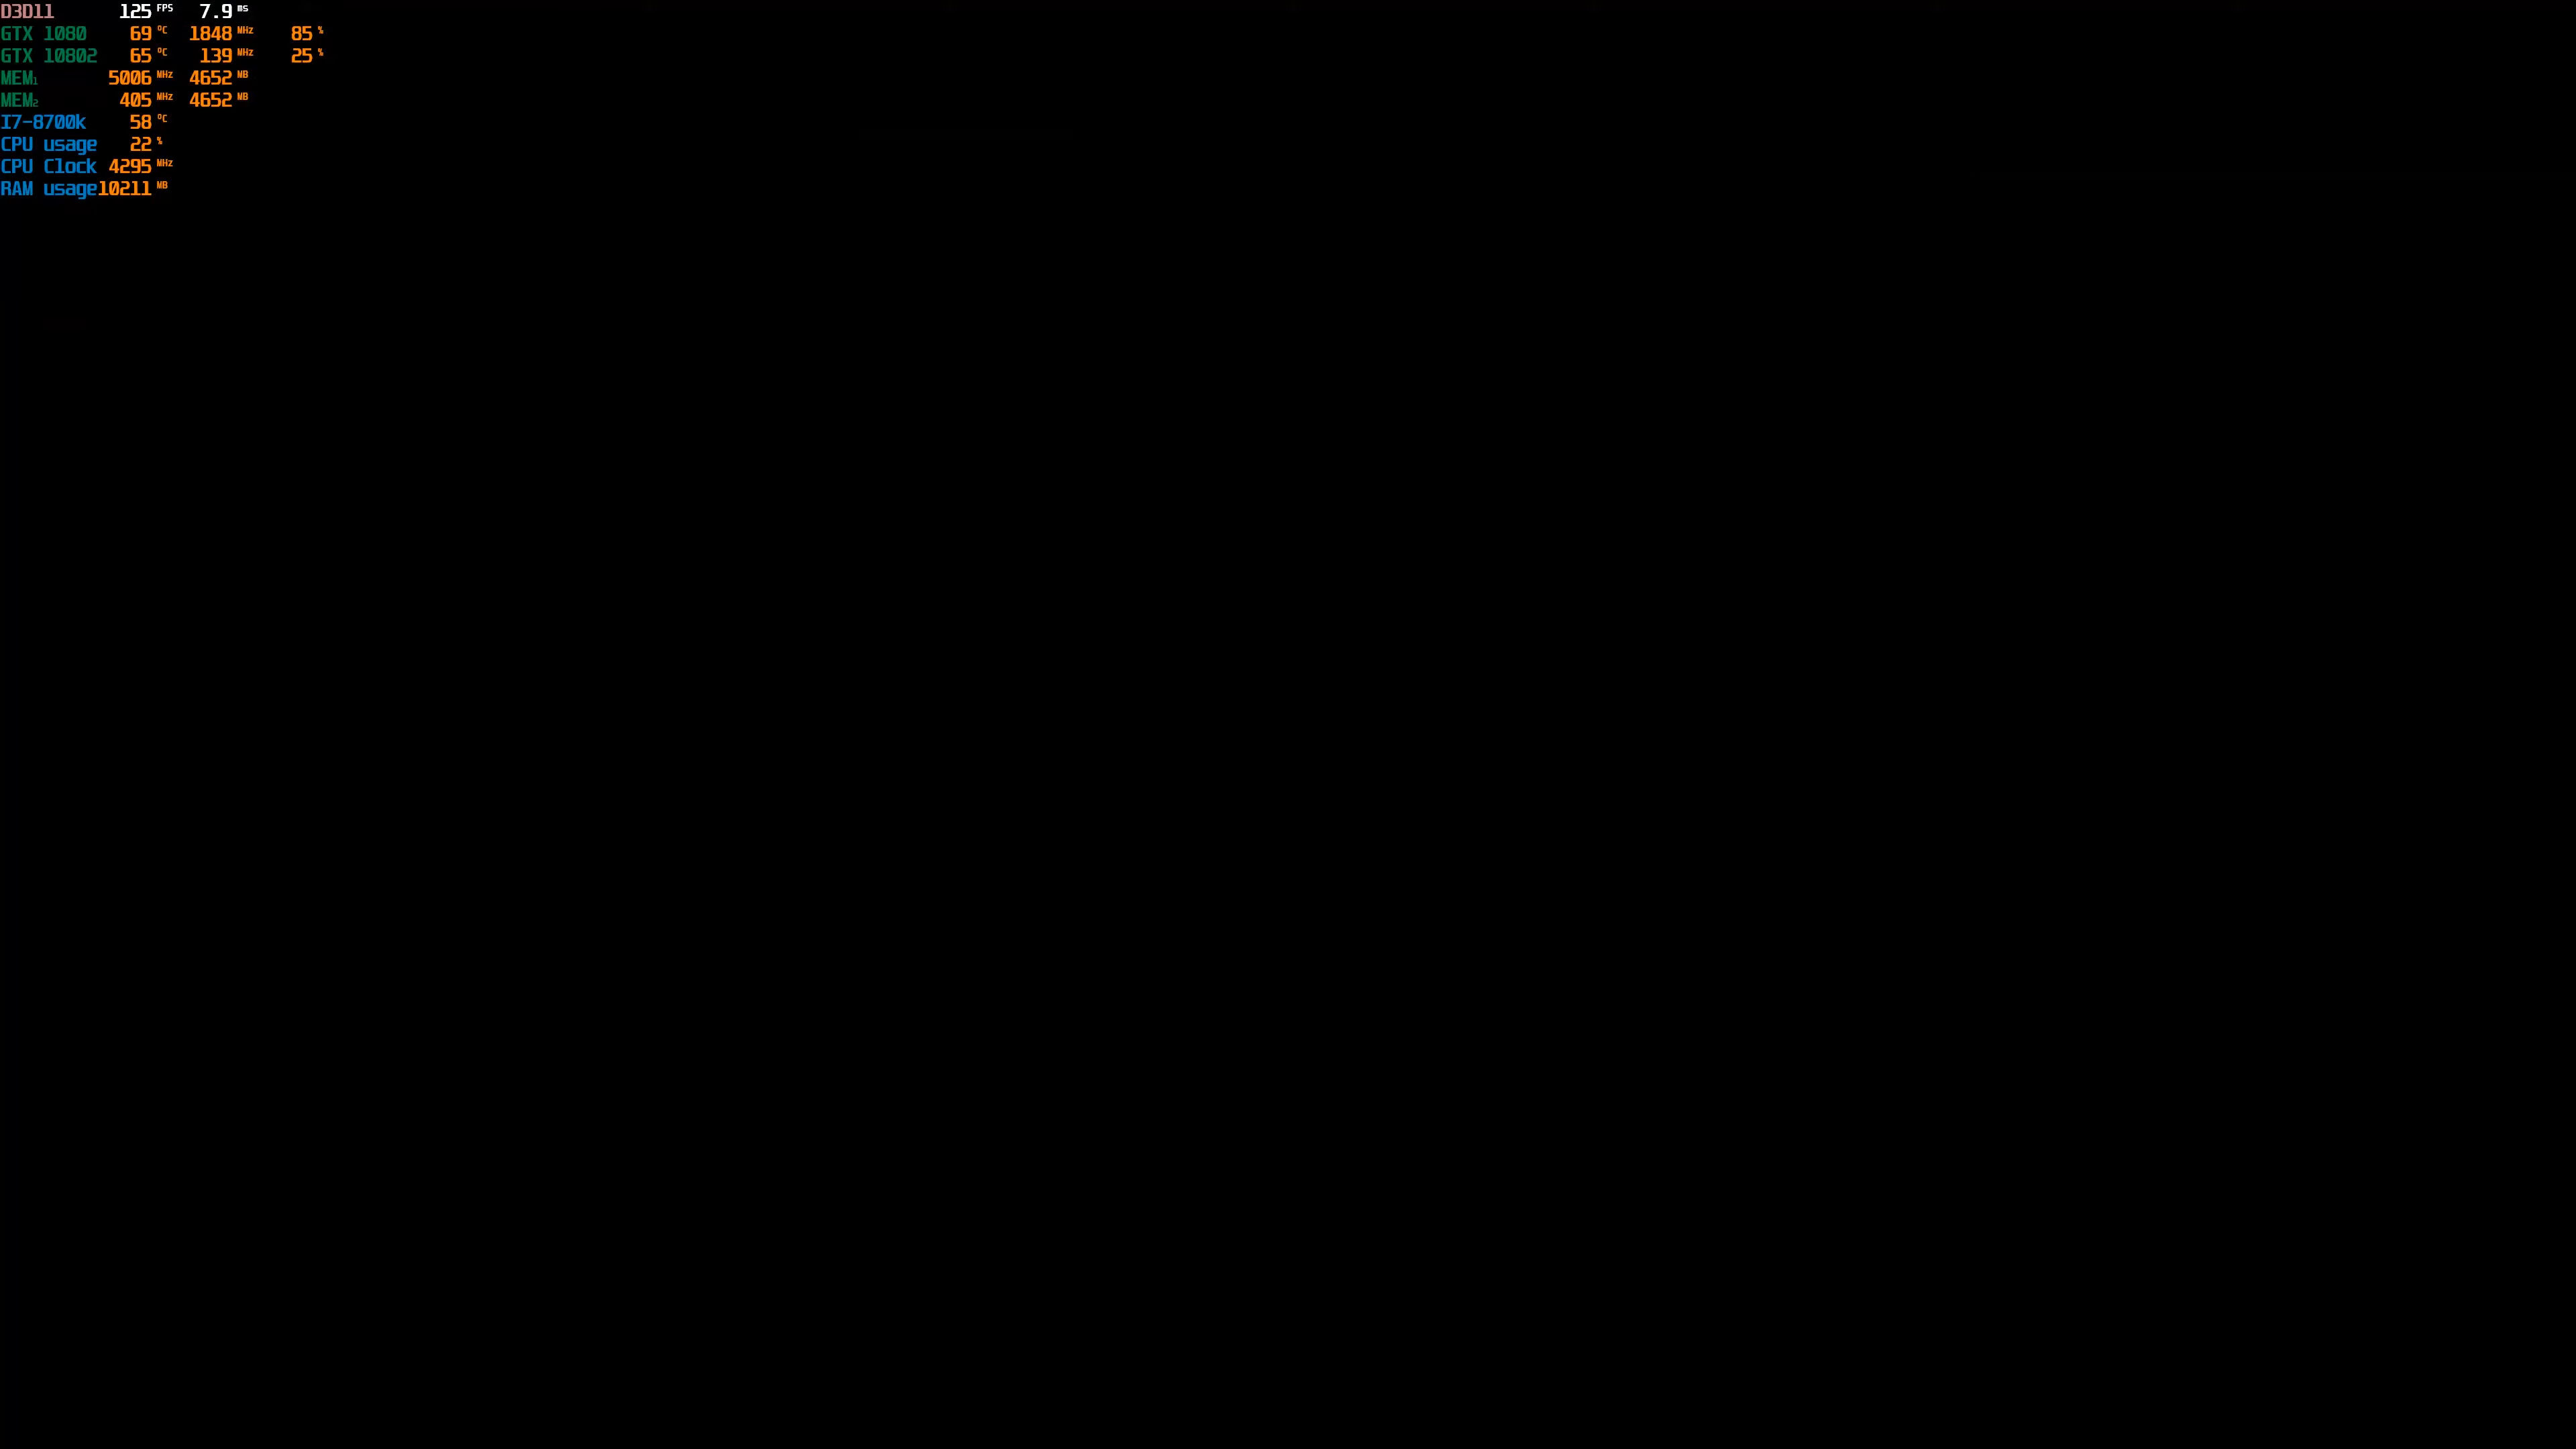 D3D11 125 FPS 7.9 ms
GTX 1080 69 °C 1848 MHz 85 %
GTX 10802 65 °C 139 MHz 25 %
MEM1 5006 MHz 4652 MB
MEM2 405 MHz 4652 MB
I7-8700k 58 °C
CPU usage 22 %
CPU Clock 4295 MHz
RAM usage 10211 MB